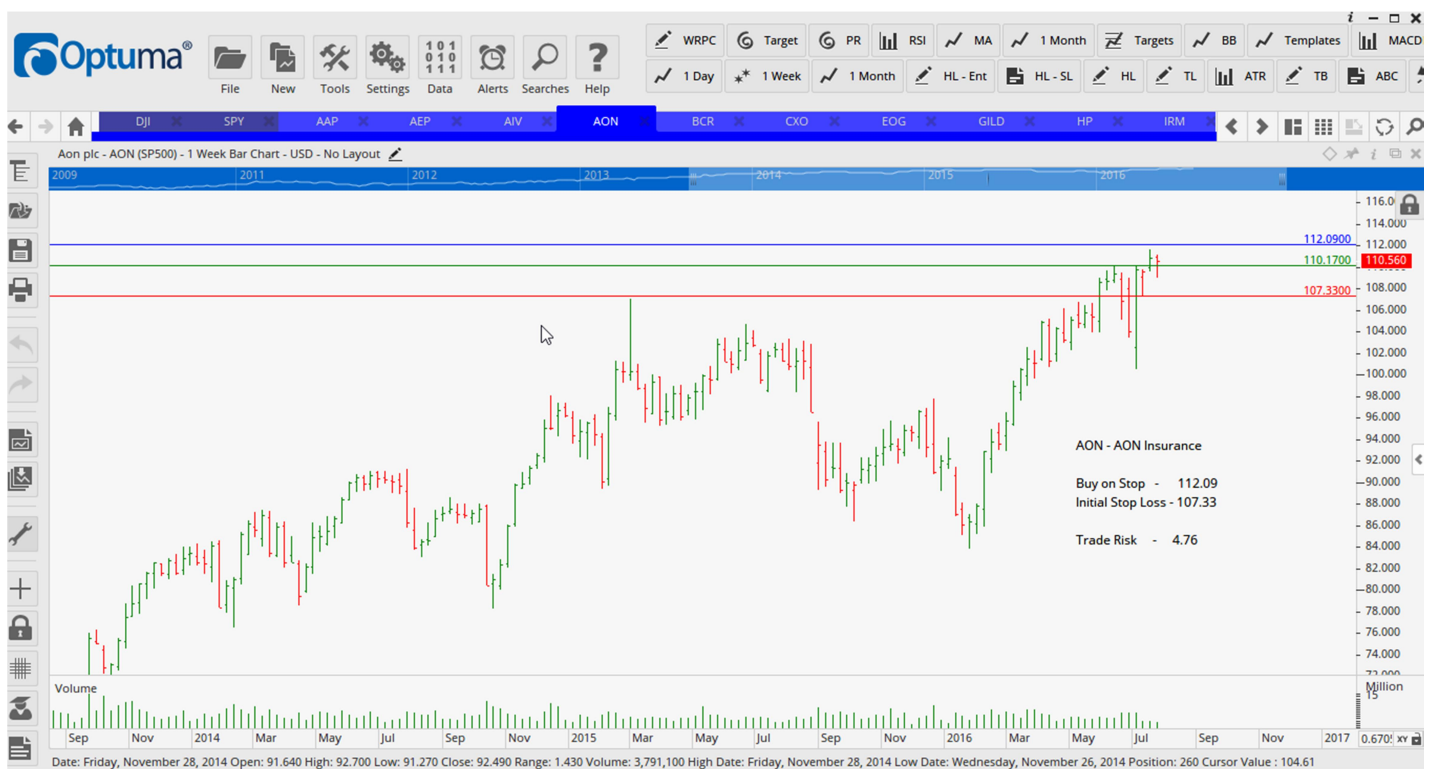 i
Optuma®
File
New
Tools
Settings
101
010
111
Data
Alerts
Searches
?
Help
WRPC
Target
PR
RSI
MA
1 Month
Targets
BB
Templates
MACD
1 Day
1 Week
1 Month
HL - Ent
HL - SL
HL
TL
ATR
TB
ABC
DJI
SPY
AAP
AEP
AIV
AON
BCR
CXO
EOG
GILD
HP
IRM
Aon plc - AON (SP500) - 1 Week Bar Chart - USD - No Layout
i
2009
2011
2012
2013
2014
2015
2016
116.0
114.000
112.0900
112.000
110.1700
110.560
107.3300
108.000
106.000
104.000
102.000
100.000
98.000
96.000
94.000
92.000
90.000
88.000
86.000
84.000
82.000
80.000
78.000
76.000
74.000
AON - AON Insurance
Buy on Stop - 112.09
Initial Stop Loss - 107.33
Trade Risk - 4.76
Volume
Million
15
Sep
Nov
2014
Mar
May
Jul
Sep
Nov
2015
Mar
May
Jul
Sep
Nov
2016
Mar
May
Jul
Sep
Nov
2017
XY
Date: Friday, November 28, 2014 Open: 91.640 High: 92.700 Low: 91.270 Close: 92.490 Range: 1.430 Volume: 3,791,100 High Date: Friday, November 28, 2014 Low Date: Wednesday, November 26, 2014 Position: 260 Cursor Value : 104.61